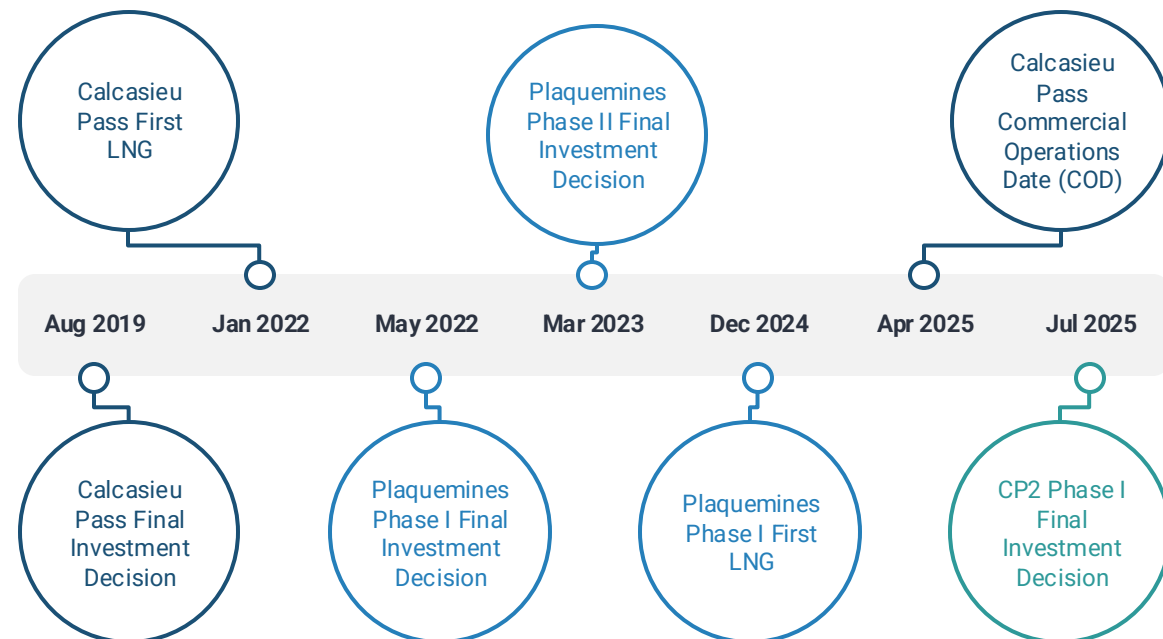 Calcasieu
Pass First
LNG
Plaquemines
Phase II Final
Investment
Decision
Calcasieu
Pass
Commercial
Operations
Date (COD)
Aug 2019
Jan 2022
May 2022
Mar 2023
Dec 2024
Apr 2025
Jul 2025
Calcasieu
Pass Final
Investment
Decision
Plaquemines
Phase I Final
Investment
Decision
Plaquemines
Phase I First
LNG
CP2 Phase I
Final
Investment
Decision